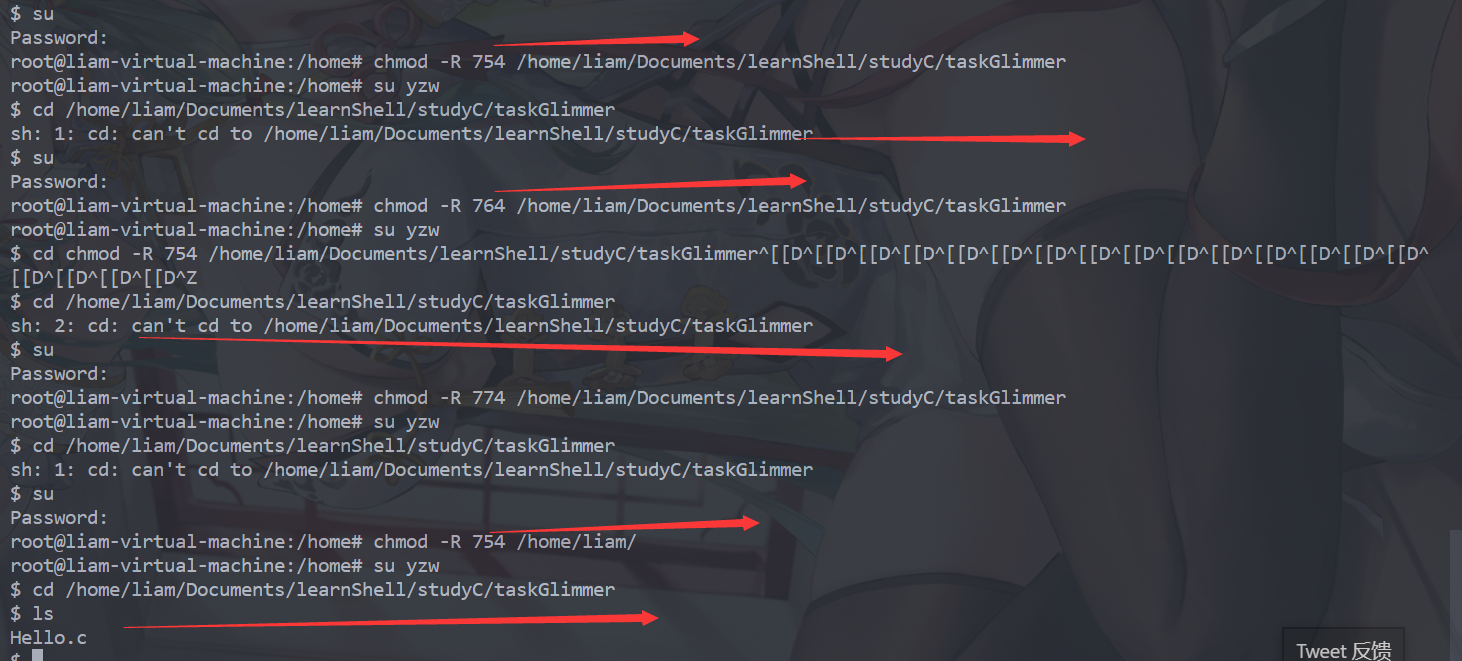 $ su
Password:
root@liam-virtual-machine:/home# chmod -R 754 /home/liam/Documents/learnShell/studyC/taskGlimmer
root@liam-virtual-machine:/home# su yzw
$ cd /home/liam/Documents/learnShell/studyC/taskGlimmer
sh: 1: cd: can't cd to /home/liam/Documents/learnShell/studyC/taskGlimmer
$ su
Password:
root@liam-virtual-machine:/home# chmod -R 764 /home/liam/Documents/learnShell/studyC/taskGlimmer
root@liam-virtual-machine:/home# su yzw
$ cd chmod -R 754 /home/liam/Documents/learnShell/studyC/taskGlimmer^[[D^[[D^[[D^[[D^[[D^[[D^[[D^[[D^[[D^[[D^[[D^[[D^[[D^[[D^[[D^
[[D^[[D^[[D^[[D^Z
$ cd /home/liam/Documents/learnShell/studyC/taskGlimmer
sh: 2: cd: can't cd to /home/liam/Documents/learnShell/studyC/taskGlimmer
$ su
Password:
root@liam-virtual-machine:/home# chmod -R 774 /home/liam/Documents/learnShell/studyC/taskGlimmer
root@liam-virtual-machine:/home# su yzw
$ cd /home/liam/Documents/learnShell/studyC/taskGlimmer
sh: 1: cd: can't cd to /home/liam/Documents/learnShell/studyC/taskGlimmer
$ su
Password:
root@liam-virtual-machine:/home# chmod -R 754 /home/liam/
root@liam-virtual-machine:/home# su yzw
$ cd /home/liam/Documents/learnShell/studyC/taskGlimmer
$ ls
Hello.c
$
Tweet 反馈